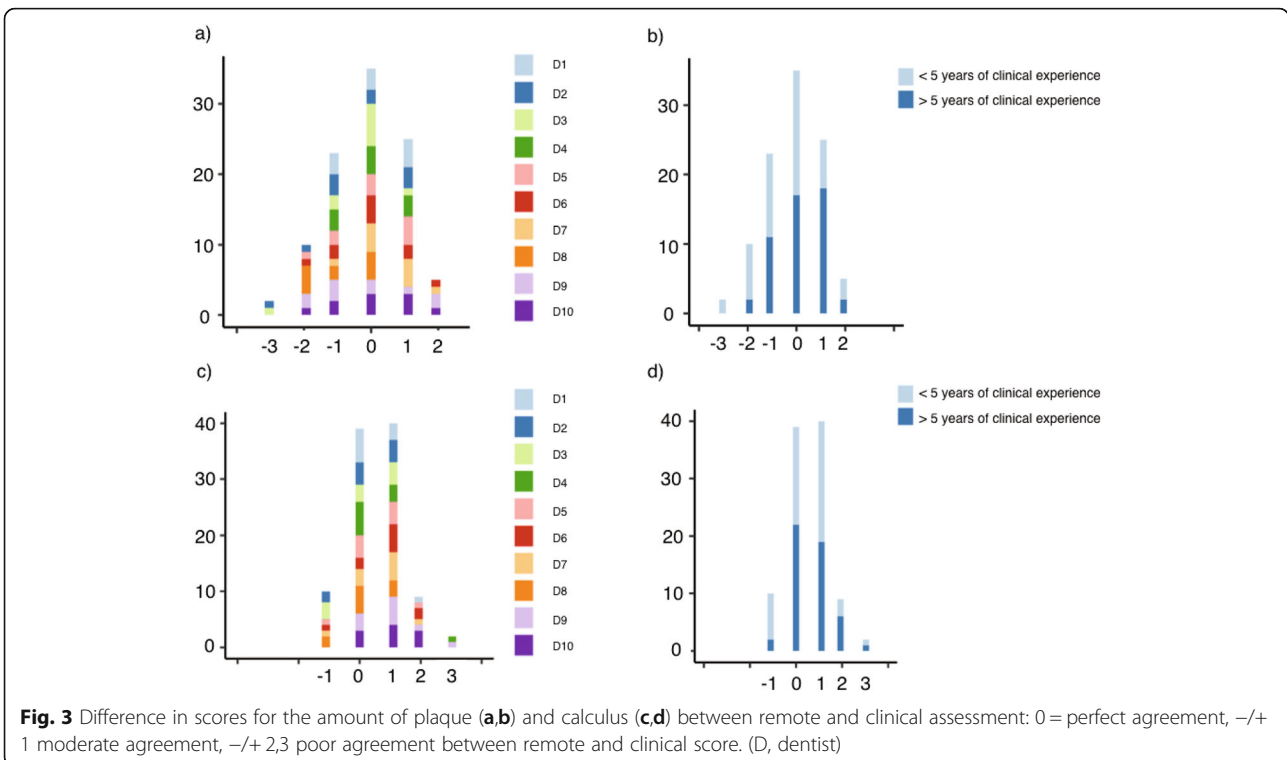 a)
30
20
10
0
-3 -2 -1 0 1 2
D1
D2
D3
D4
D5
D6
D7
D8
D9
D10
b)
30
20
10
0
-3 -2 -1 0 1 2
< 5 years of clinical experience
> 5 years of clinical experience
c)
40
30
20
10
0
-1 0 1 2 3
D1
D2
D3
D4
D5
D6
D7
D8
D9
D10
d)
40
30
20
10
0
-1 0 1 2 3
< 5 years of clinical experience
> 5 years of clinical experience
Fig. 3 Difference in scores for the amount of plaque (a,b) and calculus (c,d) between remote and clinical assessment: 0 = perfect agreement, −/+
1 moderate agreement, −/+ 2,3 poor agreement between remote and clinical score. (D, dentist)